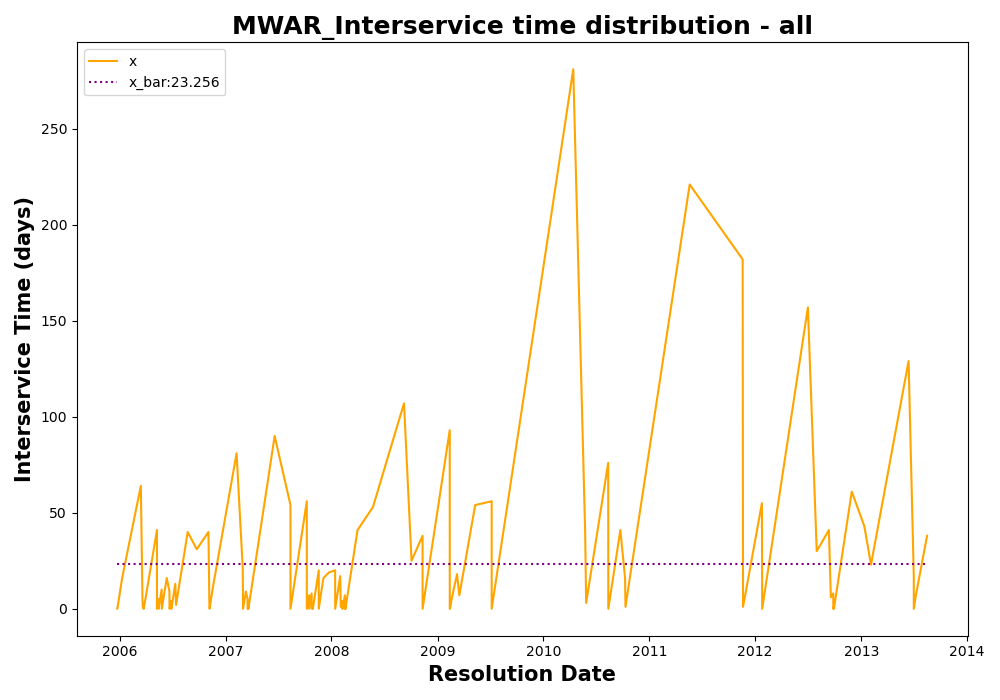 MWAR_Interservice time distribution - all
x
x_bar:23.256
Interservice Time (days)
250
200
150
100
50
0
2006 2007 2008 2009 2010 2011 2012 2013 2014
Resolution Date